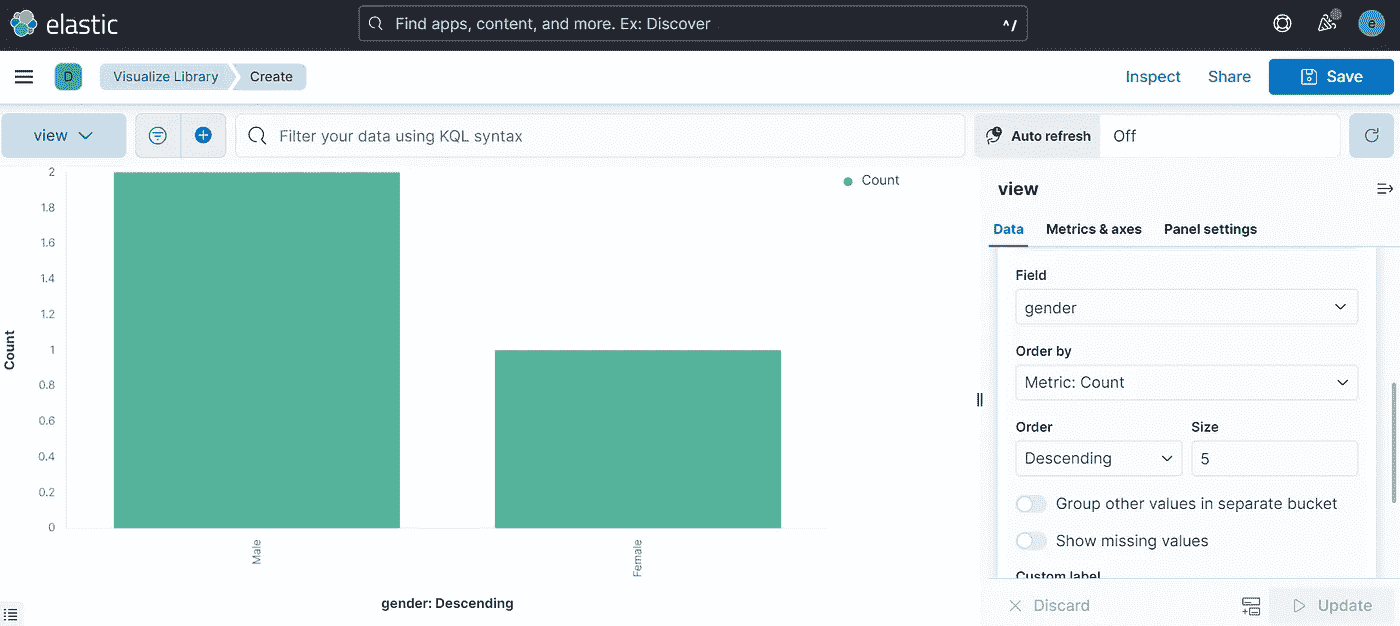 elastic
Find apps, content, and more. Ex: Discover
^/
e
D
Visualize Library
Create
Inspect
Share
Save
view
Filter your data using KQL syntax
Auto refresh
Off
2
1.8
1.6
1.4
1.2
1
0.8
0.6
0.4
0.2
0
Count
Male
Female
gender: Descending
Count
view
Data
Metrics & axes
Panel settings
Field
gender
Order by
Metric: Count
Order
Size
Descending
5
Group other values in separate bucket
Show missing values
Custom label
Discard
Update